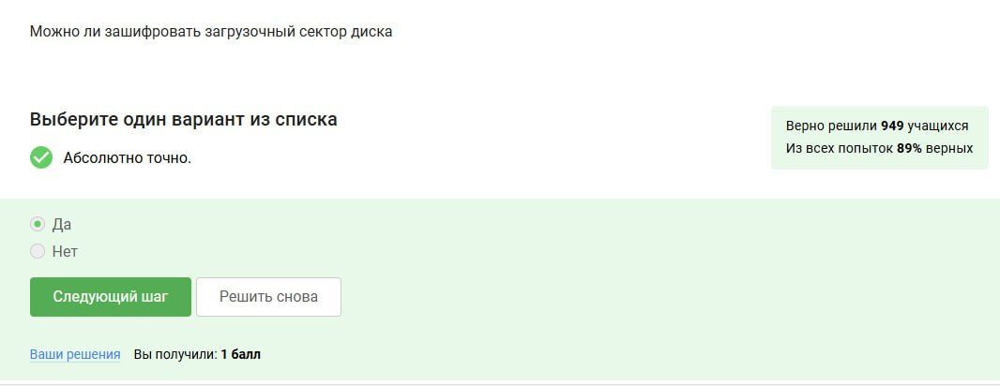 Можно ли зашифровать загрузочный сектор диска
Выберите один вариант из списка
Абсолютно точно.
Верно решили 949 учащихся
Из всех попыток 89% верных
Да
Нет
Следующий шаг
Решить снова
Ваши решения
Вы получили: 1 балл